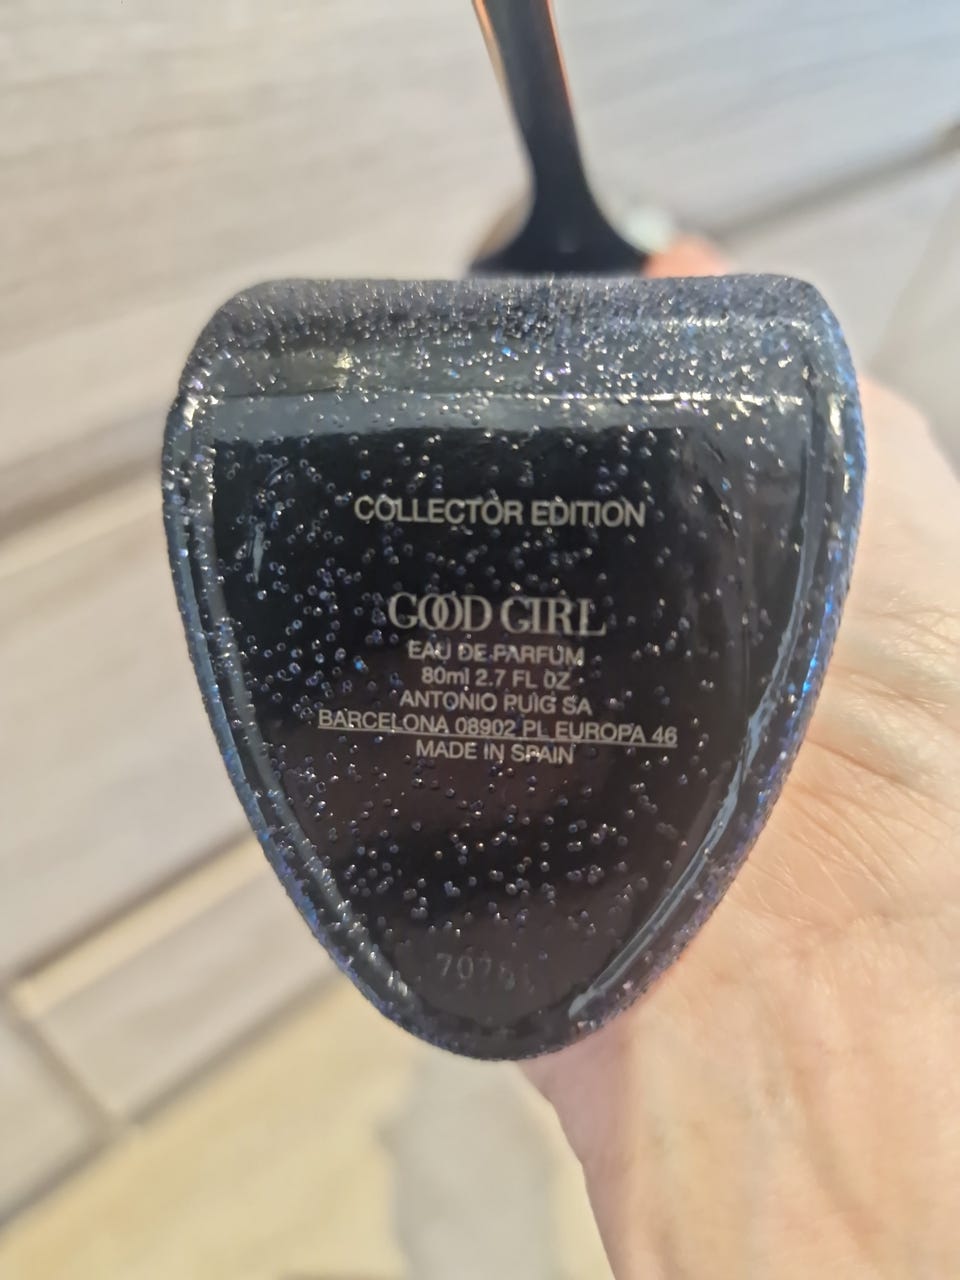 COLLECTOR EDITION
GOOD GIRL
EAU DE PARFUM
80ml 2.7 FL OZ
ANTONIO PUIG SA
BARCELONA 08902 PL EUROPA 46
MADE IN SPAIN